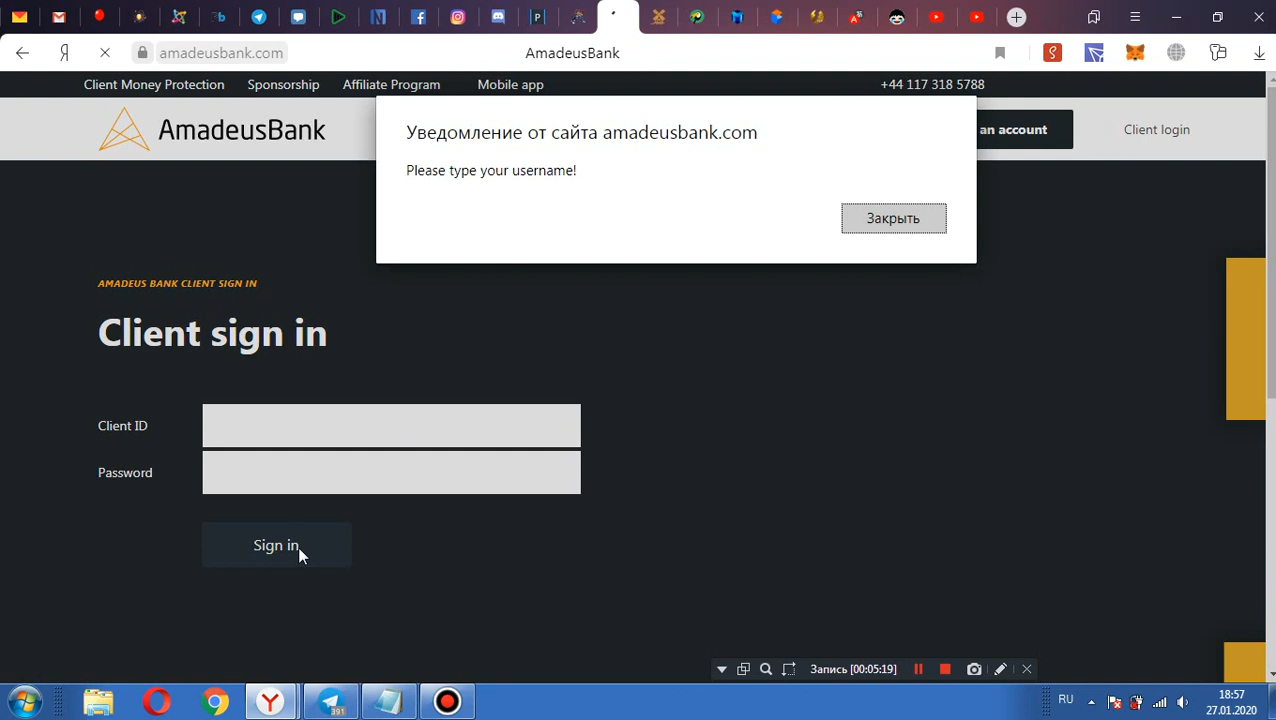 amadeusbank.com
AmadeusBank
Client Money Protection
Sponsorship
Affiliate Program
Mobile app
+44 117 318 5788
AmadeusBank
an account
Client login
Уведомление от сайта amadeusbank.com
Please type your username!
Закрыть
AMADEUS BANK CLIENT SIGN IN
Client sign in
Client ID
Password
Sign in
Запись [00:05:19]
391
RU
18:57
27.01.2020